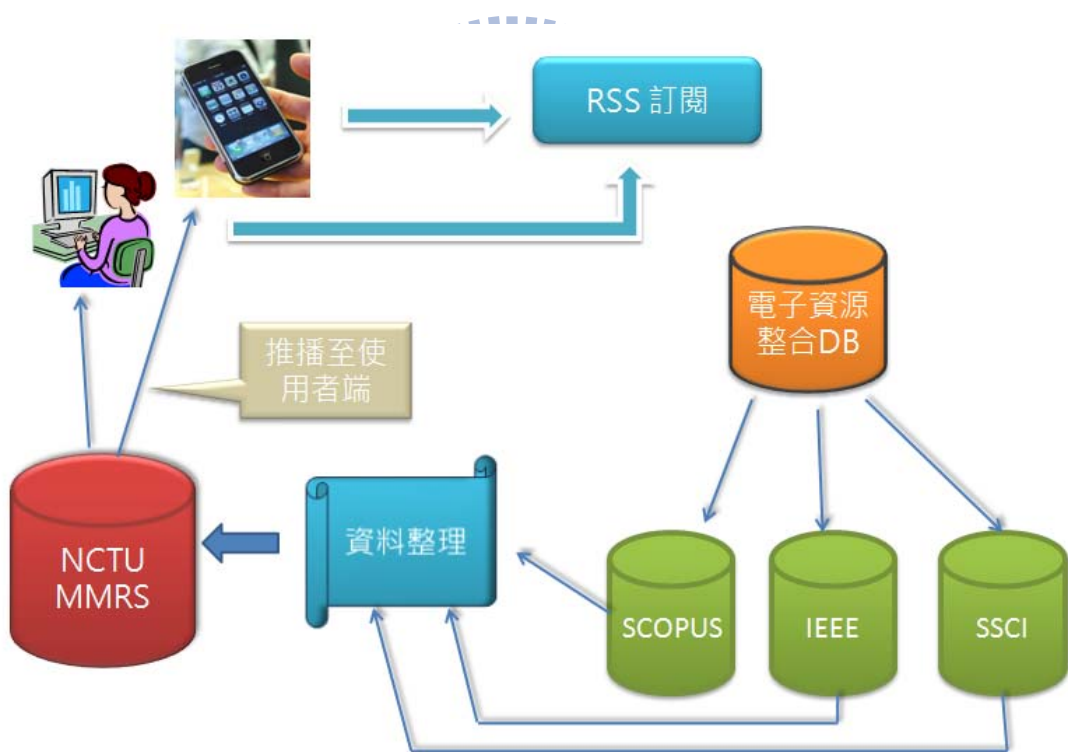 RSS 訂閱
電子資源
整合DB
推播至使
用者端
資料整理
NCTU
MMRS
SCOPUS
IEEE
SSCI